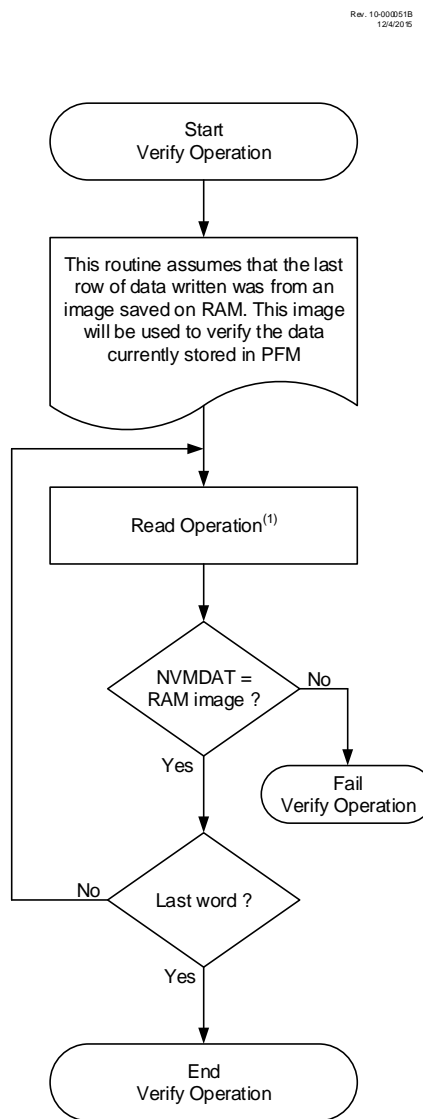 Rev. 10-000051B
12/4/2015
Start
Verify Operation
This routine assumes that the last
row of data written was from an
image saved on RAM. This image
will be used to verify the data
currently stored in PFM
Read Operation(1)
NVMDAT =
RAM image ?
No
Yes
Fail
Verify Operation
No
Last word ?
Yes
End
Verify Operation